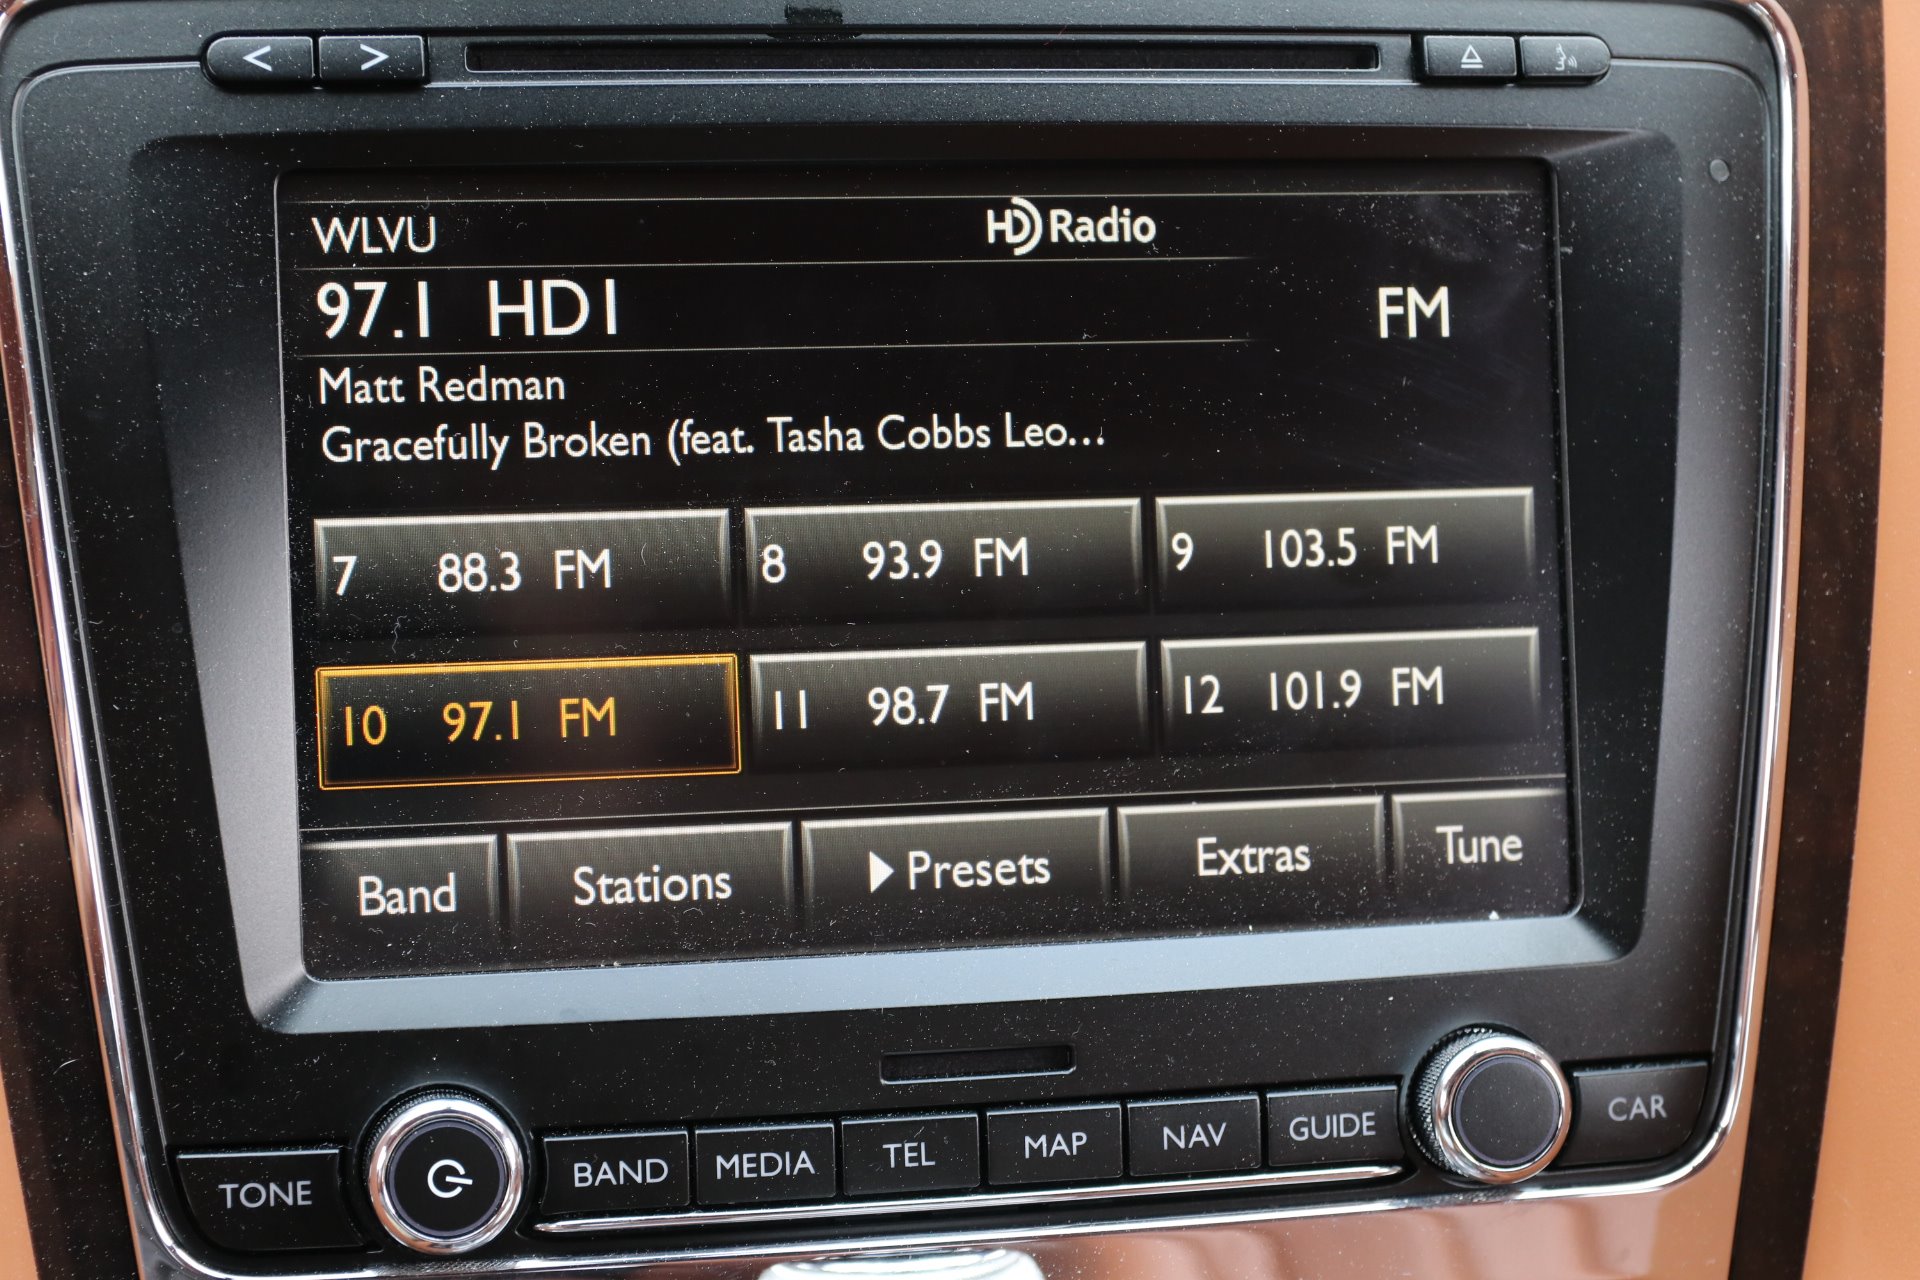 < >
WLVU HD Radio
97.1 HD1 FM
Matt Redman
Gracefully Broken (feat. Tasha Cobbs Leo...
7 88.3 FM 8 93.9 FM 9 103.5 FM
10 97.1 FM 11 98.7 FM 12 101.9 FM
Band Stations Presets Extras Tune
TONE BAND MEDIA TEL MAP NAV GUIDE CAR